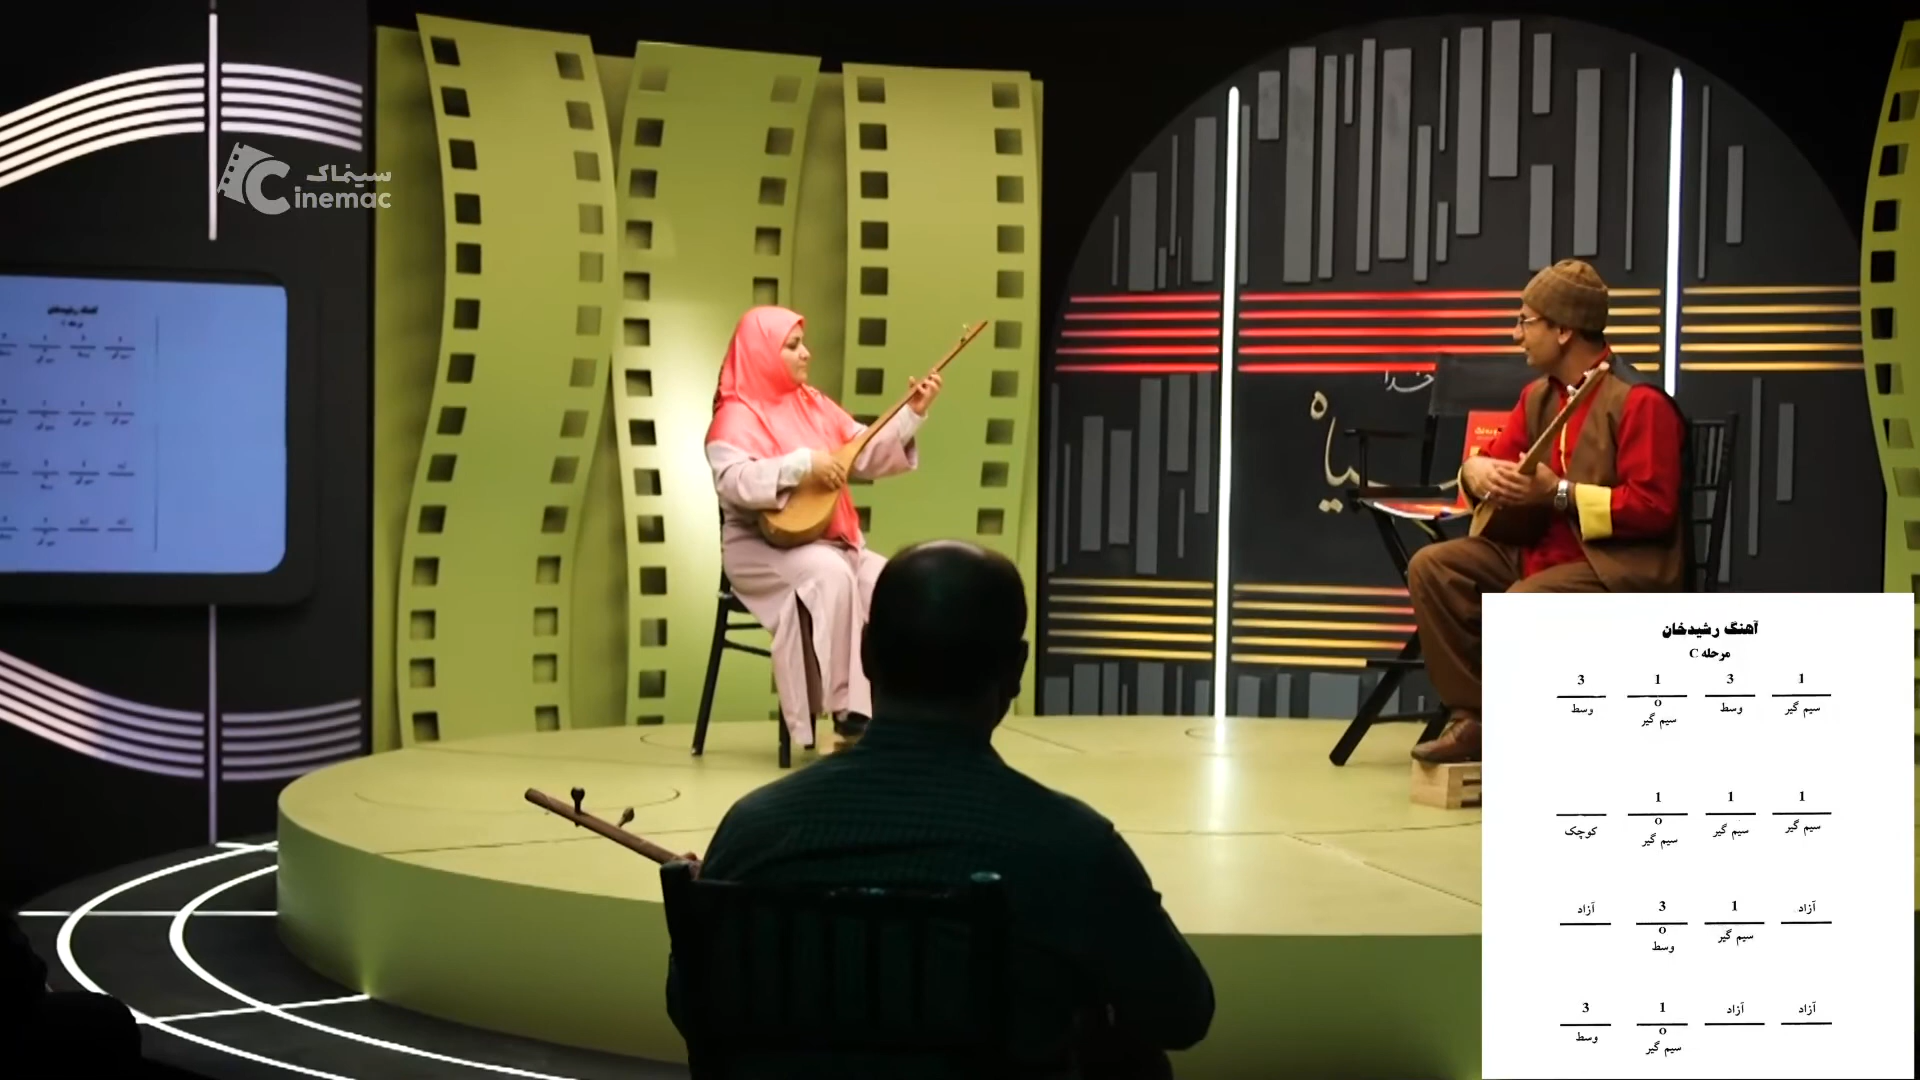 سینماک
Cinemac
خدا
آهنگ رشیدخان
مرحله C
3 1 3 1
وسط سیم گیر وسط سیم گیر
o
1 1 1
سیم گیر سیم گیر سیم گیر کوچک
o
آزاد 1 3 آزاد
سیم گیر وسط
o
آزاد آزاد 1 3
سیم گیر وسط
o